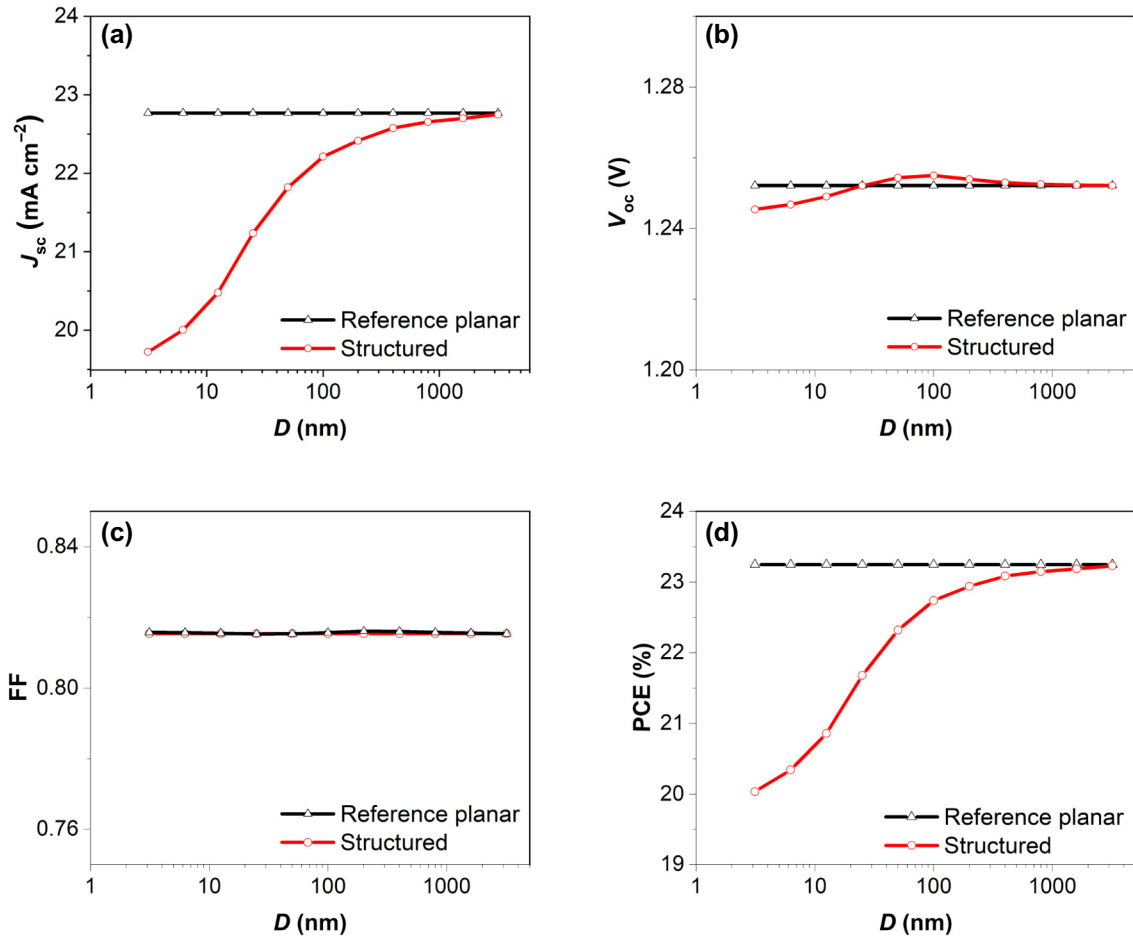 (a)
24
23
22
21
20
J_sc (mA cm⁻²)
Reference planar
Structured
1 10 100 1000
D (nm)
(b)
1.28
1.24
1.20
V_oc (V)
Reference planar
Structured
1 10 100 1000
D (nm)
(c)
0.84
0.80
0.76
FF
Reference planar
Structured
1 10 100 1000
D (nm)
(d)
24
23
22
21
20
19
PCE (%)
Reference planar
Structured
1 10 100 1000
D (nm)